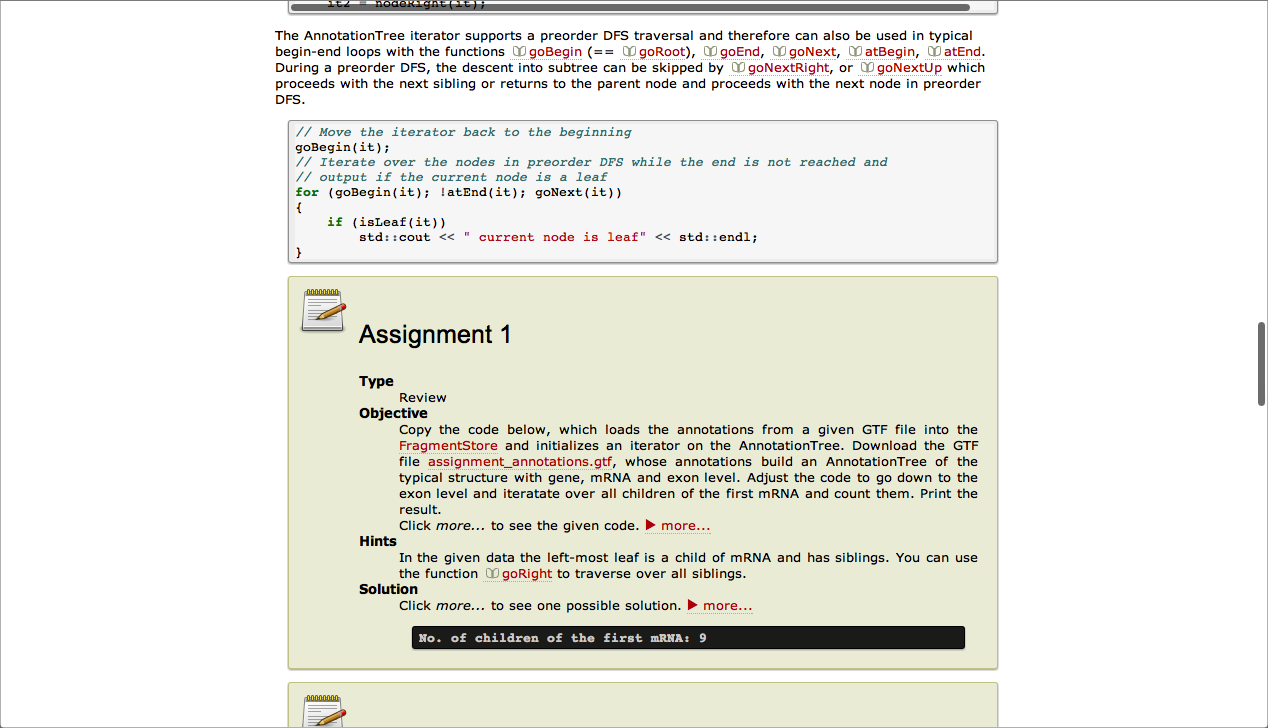 it2 = nodeRight(it);
The AnnotationTree iterator supports a preorder DFS traversal and therefore can also be used in typical
begin-end loops with the functions goBegin (== goRoot), goEnd, goNext, atBegin, atEnd.
During a preorder DFS, the descent into subtree can be skipped by goNextRight, or goNextUp which
proceeds with the next sibling or returns to the parent node and proceeds with the next node in preorder
DFS.
// Move the iterator back to the beginning
goBegin(it);
// Iterate over the nodes in preorder DFS while the end is not reached and
// output if the current node is a leaf
for (goBegin(it); !atEnd(it); goNext(it))
{
    if (isLeaf(it))
        std::cout << " current node is leaf" << std::endl;
}
Assignment 1
Type
Review
Objective
Copy the code below, which loads the annotations from a given GTF file into the
FragmentStore and initializes an iterator on the AnnotationTree. Download the GTF
file assignment_annotations.gtf, whose annotations build an AnnotationTree of the
typical structure with gene, mRNA and exon level. Adjust the code to go down to the
exon level and iteratate over all children of the first mRNA and count them. Print the
result.
Click more... to see the given code. more...
Hints
In the given data the left-most leaf is a child of mRNA and has siblings. You can use
the function goRight to traverse over all siblings.
Solution
Click more... to see one possible solution. more...
No. of children of the first mRNA: 9